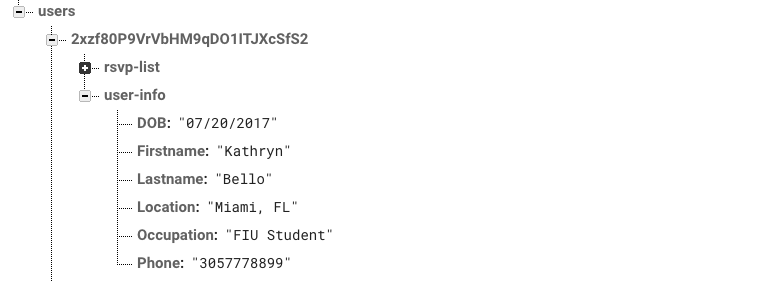 users
2xzf80P9VrVbHM9qDO1ITJXcSfS2
rsvp-list
user-info
DOB: "07/20/2017"
Firstname: "Kathryn"
Lastname: "Bello"
Location: "Miami, FL"
Occupation: "FIU Student"
Phone: "3057778899"